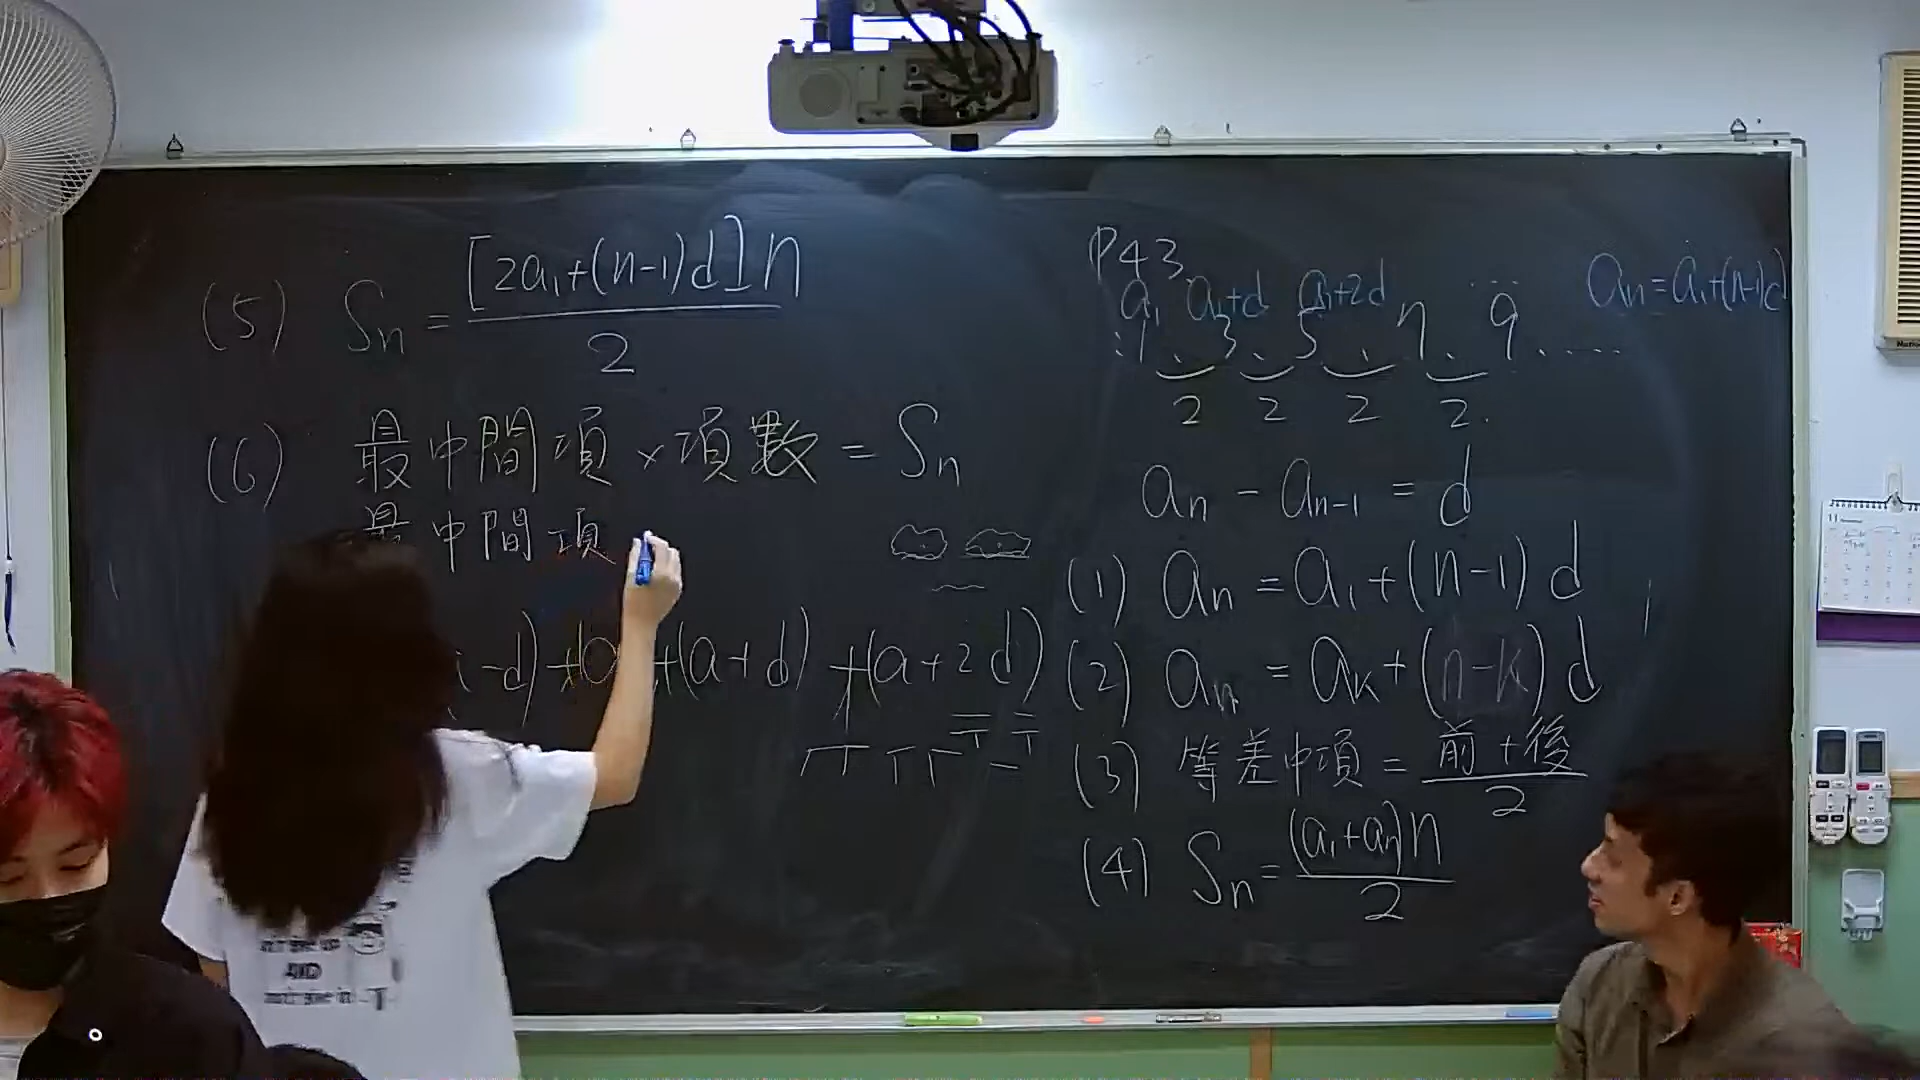 (5) Sn = [2a₁+(n-1)d]n / 2
(6) 最中間項×項數 = Sn
最中間項
-d)+a+(a+d)+(a+2d)
P43
a₁ a₁+d a₁+2d ... an=a₁+(n-1)d
:1、3、5、7、9.....
2 2 2 2.
an - an-1 = d
(1) an = a₁+(n-1)d
(2) an = ak+(n-k)d
(3) 等差中項 = 前+後 / 2
(4) Sn = (a₁+an)n / 2
AND